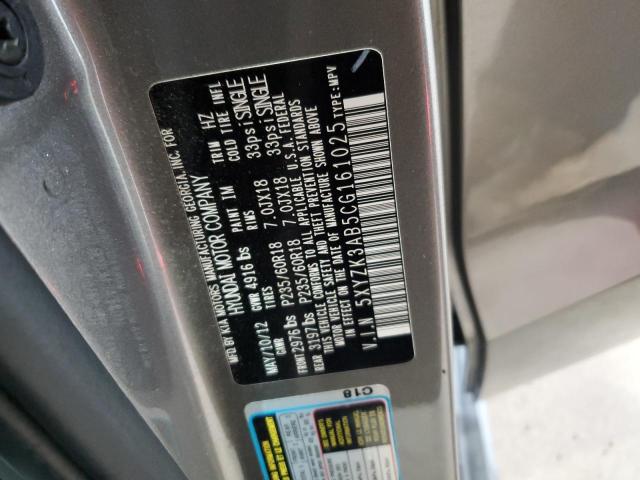 MFD. BY KIA MOTORS MANUFACTURING GEORGIA, INC. FOR
HYUNDAI MOTOR COMPANY
MAY/10/12 GVWR 4916 lbs PAINT IM TRIM HZ
GAWR TIRES RIMS COLD TIRE INFL
FRONT 2976 lbs P235/60R18 7.0JX18 33psi SINGLE
REAR 3197 lbs P235/60R18 7.0JX18 33psi SINGLE
THIS VEHICLE CONFORMS TO ALL APPLICABLE U.S.A. FEDERAL
MOTOR VEHICLE SAFETY AND THEFT PREVENTION STANDARDS
IN EFFECT ON THE DATE OF MANUFACTURE SHOWN ABOVE
V.I.N 5XYZK3AB5CG161025 TYPE:MPV
C18